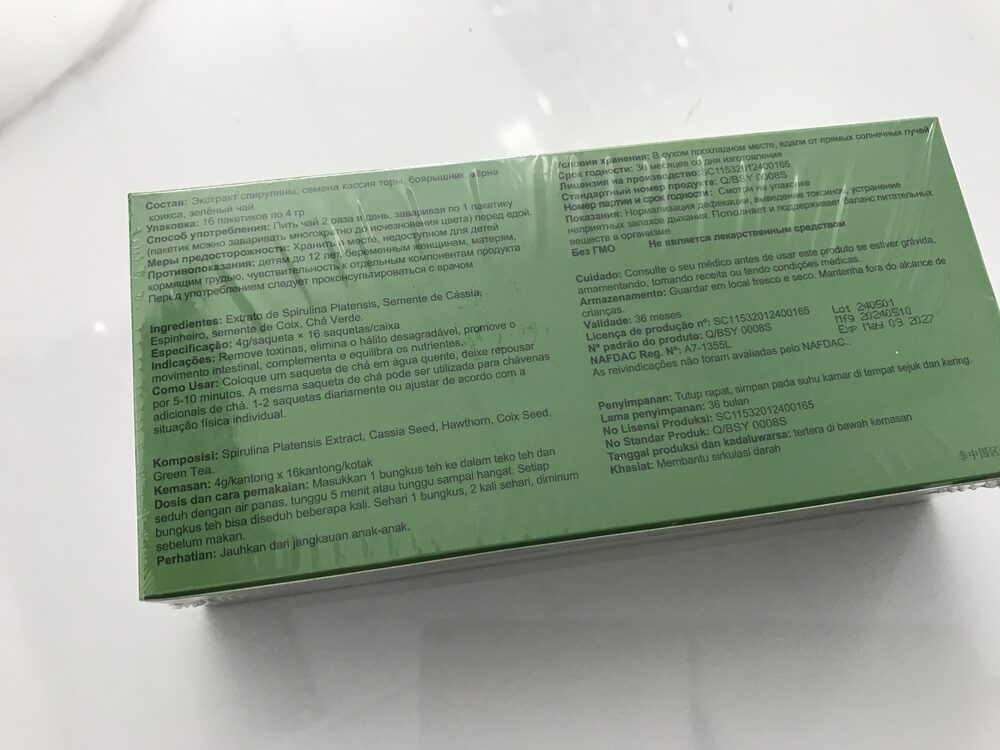 Состав: Экстракт спирулины, семена кассия торы, боярышник, зёрна
коикса, зелёный чай
Упаковка: 16 пакетиков по 4 гр
Способ употребления: Пить чай 2 раза в день, заваривая по 1 пакетику
(пакетик можно заваривать многократно до исчезновения цвета) перед едой.
Меры предосторожности: Хранить в месте, недоступном для детей
Противопоказания: детям до 12 лет, беременным женщинам, матерям,
кормящим грудью, чувствительность к отдельным компонентам продукта
Перед употреблением следует проконсультироваться с врачом
Ingredientes: Extrato de Spirulina Platensis, Semente de Cássia,
Espinheiro, semente de Coix, Chá Verde.
Especificação: 4g/saqueta × 16 saquetas/caixa
Indicações: Remove toxinas, elimina o hálito desagradável, promove o
movimento intestinal, complementa e equilibra os nutrientes.
Como Usar: Coloque um saqueta de chá em água quente, deixe repousar
por 5-10 minutos. A mesma saqueta de chá pode ser utilizada para chávenas
adicionais de chá. 1-2 saquetas diariamente ou ajustar de acordo com a
situação física individual.
Komposisi: Spirulina Platensis Extract, Cassia Seed, Hawthorn, Coix Seed,
Green Tea.
Kemasan: 4g/kantong x 16kantong/kotak
Dosis dan cara pemakaian: Masukkan 1 bungkus teh ke dalam teko teh dan
seduh dengan air panas, tunggu 5 menit atau tunggu sampai hangat. Setiap
bungkus teh bisa diseduh beberapa kali. Sehari 1 bungkus, 2 kali sehari, diminum
sebelum makan.
Perhatian: Jauhkan dari jangkauan anak-anak.
Условия хранения: В сухом прохладном месте, вдали от прямых солнечных лучей
Срок годности: 36 месяцев со дня изготовления
Лицензия на производство: SC11532012400165
Стандартный номер продукта: Q/BSY 0008S
Номер партии и срок годности: Смотри на упаковке
Показания: Нормализация дефекации, выведение токсинов, устранение
неприятных запахов дыхания. Пополняет и поддерживает баланс питательных
веществ в организме
Без ГМО Не является лекарственным средством
Cuidado: Consulte o seu médico antes de usar este produto se estiver grávida,
amamentando, tomando receita ou tendo condições médicas.
Armazenamento: Guardar em local fresco e seco. Mantenha fora do alcance de
crianças.
Validade: 36 meses
Licença de produção nº: SC11532012400165
Nº padrão do produto: Q/BSY 0008S
NAFDAC Reg. Nº: A7-1355L
As reivindicações não foram avaliadas pelo NAFDAC..
Lot 240501
Mfg 20240510
Exp May 09 2027
Penyimpanan: Tutup rapat, simpan pada suhu kamar di tempat sejuk dan kering.
Lama penyimpanan: 36 bulan
No Lisensi Produksi: SC11532012400165
No Standar Produk: Q/BSY 0008S
Tanggal produksi dan kadaluwarsa: tertera di bawah kemasan
Khasiat: Membantu sirkulasi darah
非中国区